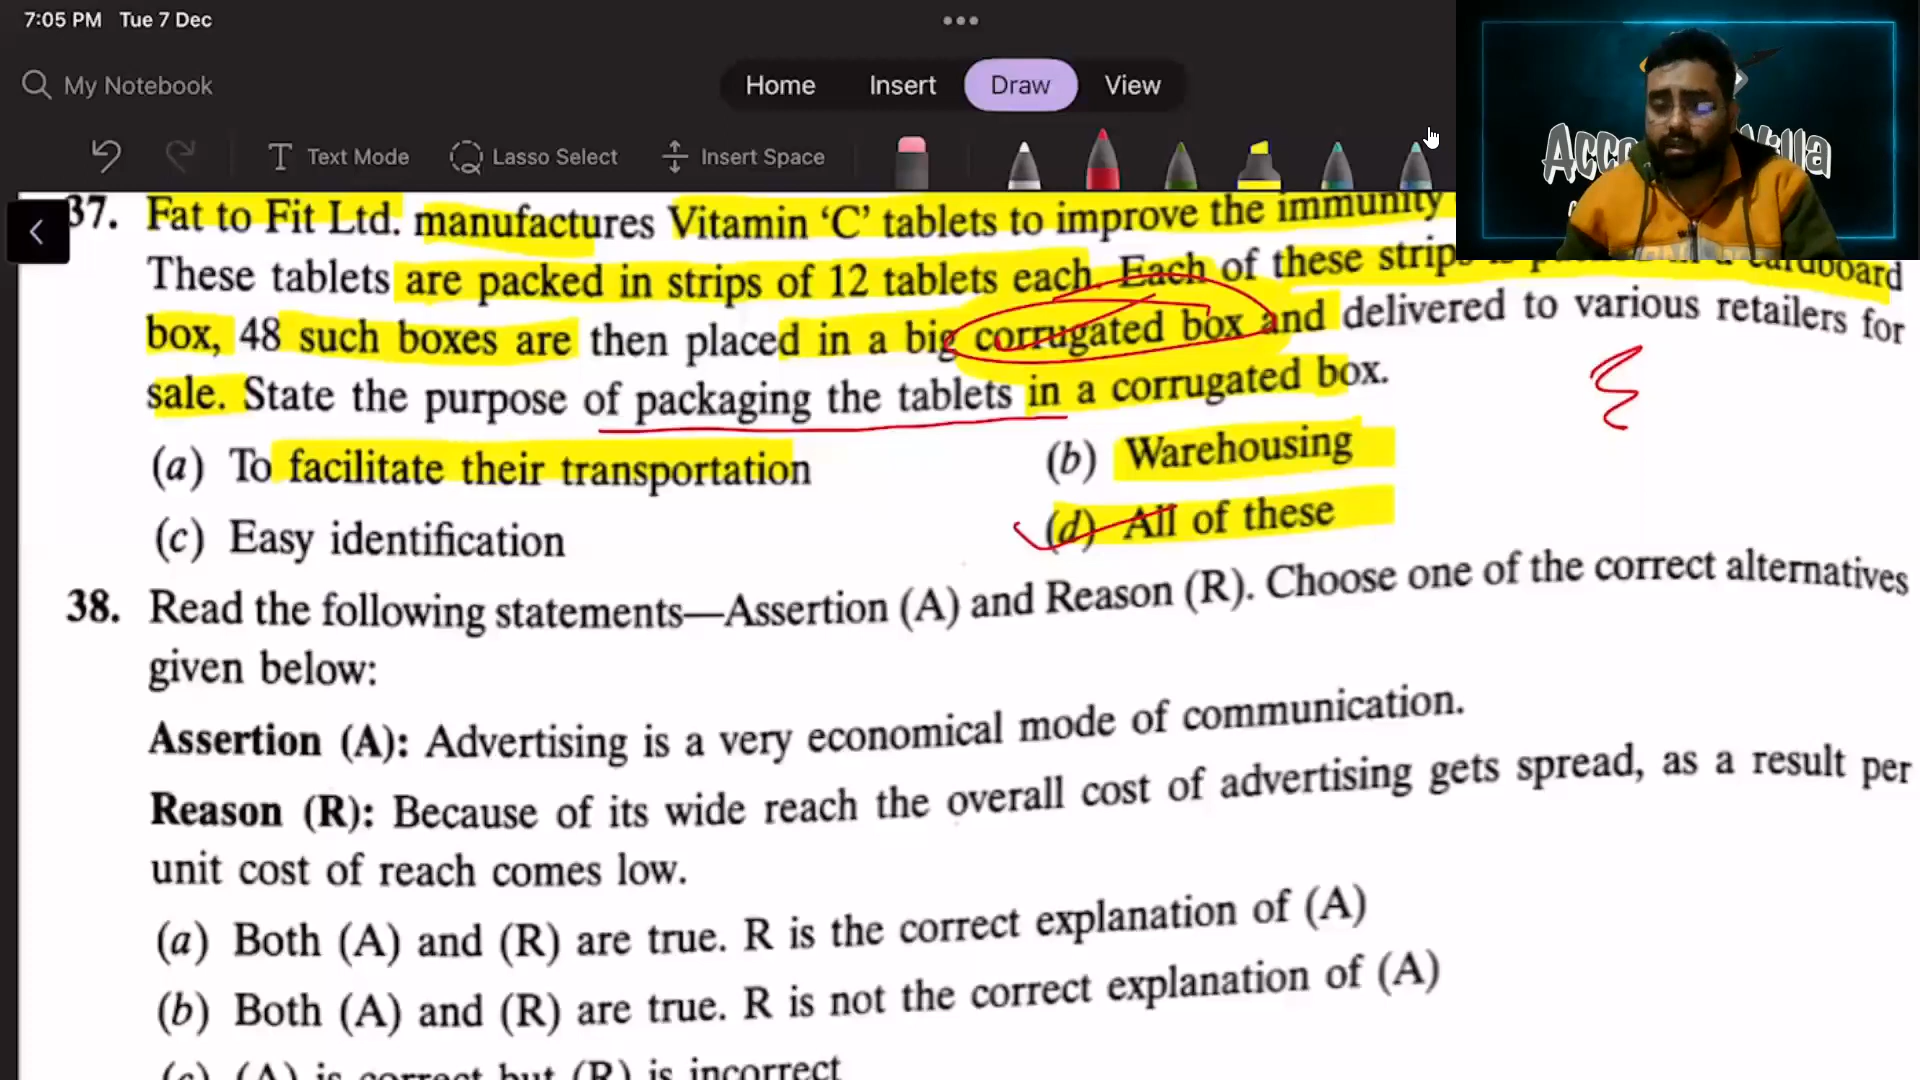 7:05 PM Tue 7 Dec
My Notebook
Home Insert Draw View
Text Mode Lasso Select Insert Space
37. Fat to Fit Ltd. manufactures Vitamin ‘C’ tablets to improve the immunity
These tablets are packed in strips of 12 tablets each. Each of these strips cardboard
box, 48 such boxes are then placed in a big corrugated box and delivered to various retailers for
sale. State the purpose of packaging the tablets in a corrugated box.
(a) To facilitate their transportation (b) Warehousing
(c) Easy identification (d) All of these
38. Read the following statements—Assertion (A) and Reason (R). Choose one of the correct alternatives
given below:
Assertion (A): Advertising is a very economical mode of communication.
Reason (R): Because of its wide reach the overall cost of advertising gets spread, as a result per
unit cost of reach comes low.
(a) Both (A) and (R) are true. R is the correct explanation of (A)
(b) Both (A) and (R) are true. R is not the correct explanation of (A)
(c) (A) is correct but (R) is incorrect